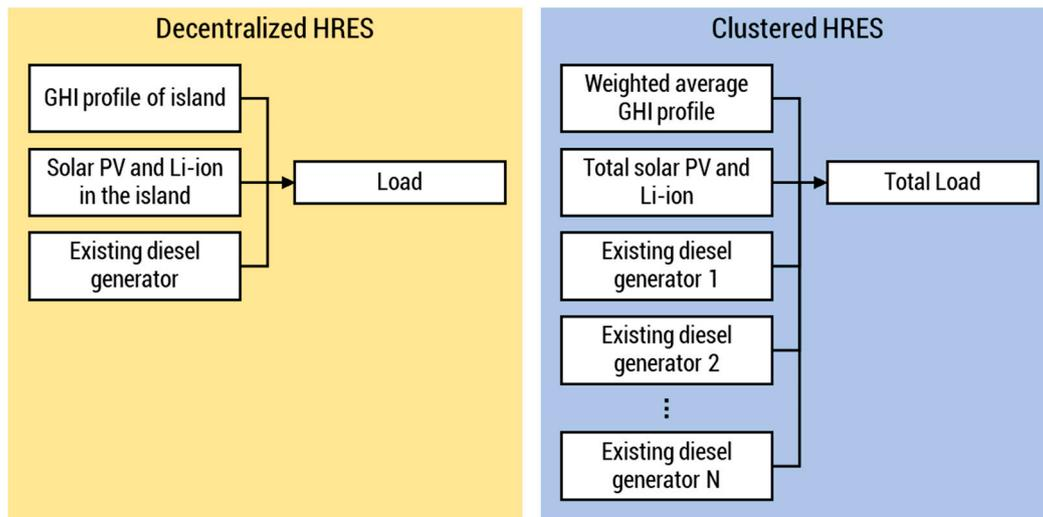 Decentralized HRES
GHI profile of island
Solar PV and Li-ion
in the island
Existing diesel
generator
Load
Clustered HRES
Weighted average
GHI profile
Total solar PV and
Li-ion
Existing diesel
generator 1
Existing diesel
generator 2
⋮
Existing diesel
generator N
Total Load